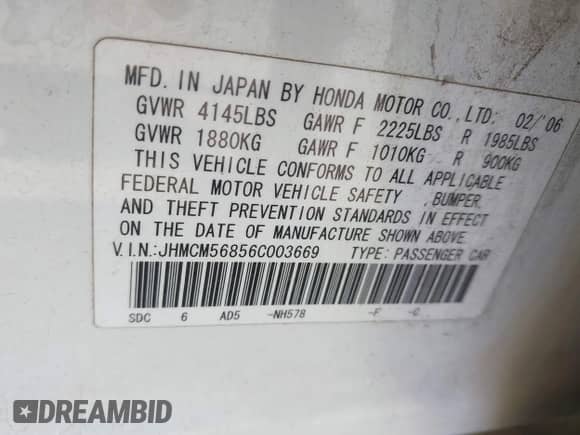 MFD. IN JAPAN BY HONDA MOTOR CO., LTD. 02/'06
GVWR 4145LBS GAWR F 2225LBS R 1985LBS
GVWR 1880KG GAWR F 1010KG R 900KG
THIS VEHICLE CONFORMS TO ALL APPLICABLE
FEDERAL MOTOR VEHICLE SAFETY ,BUMPER,
AND THEFT PREVENTION STANDARDS IN EFFECT
ON THE DATE OF MANUFACTURE SHOWN ABOVE.
V.I.N.:JHMCM56856C003669 TYPE: PASSENGER CAR
SDC 6 AD5 -NH578 -F -C
DREAMBID